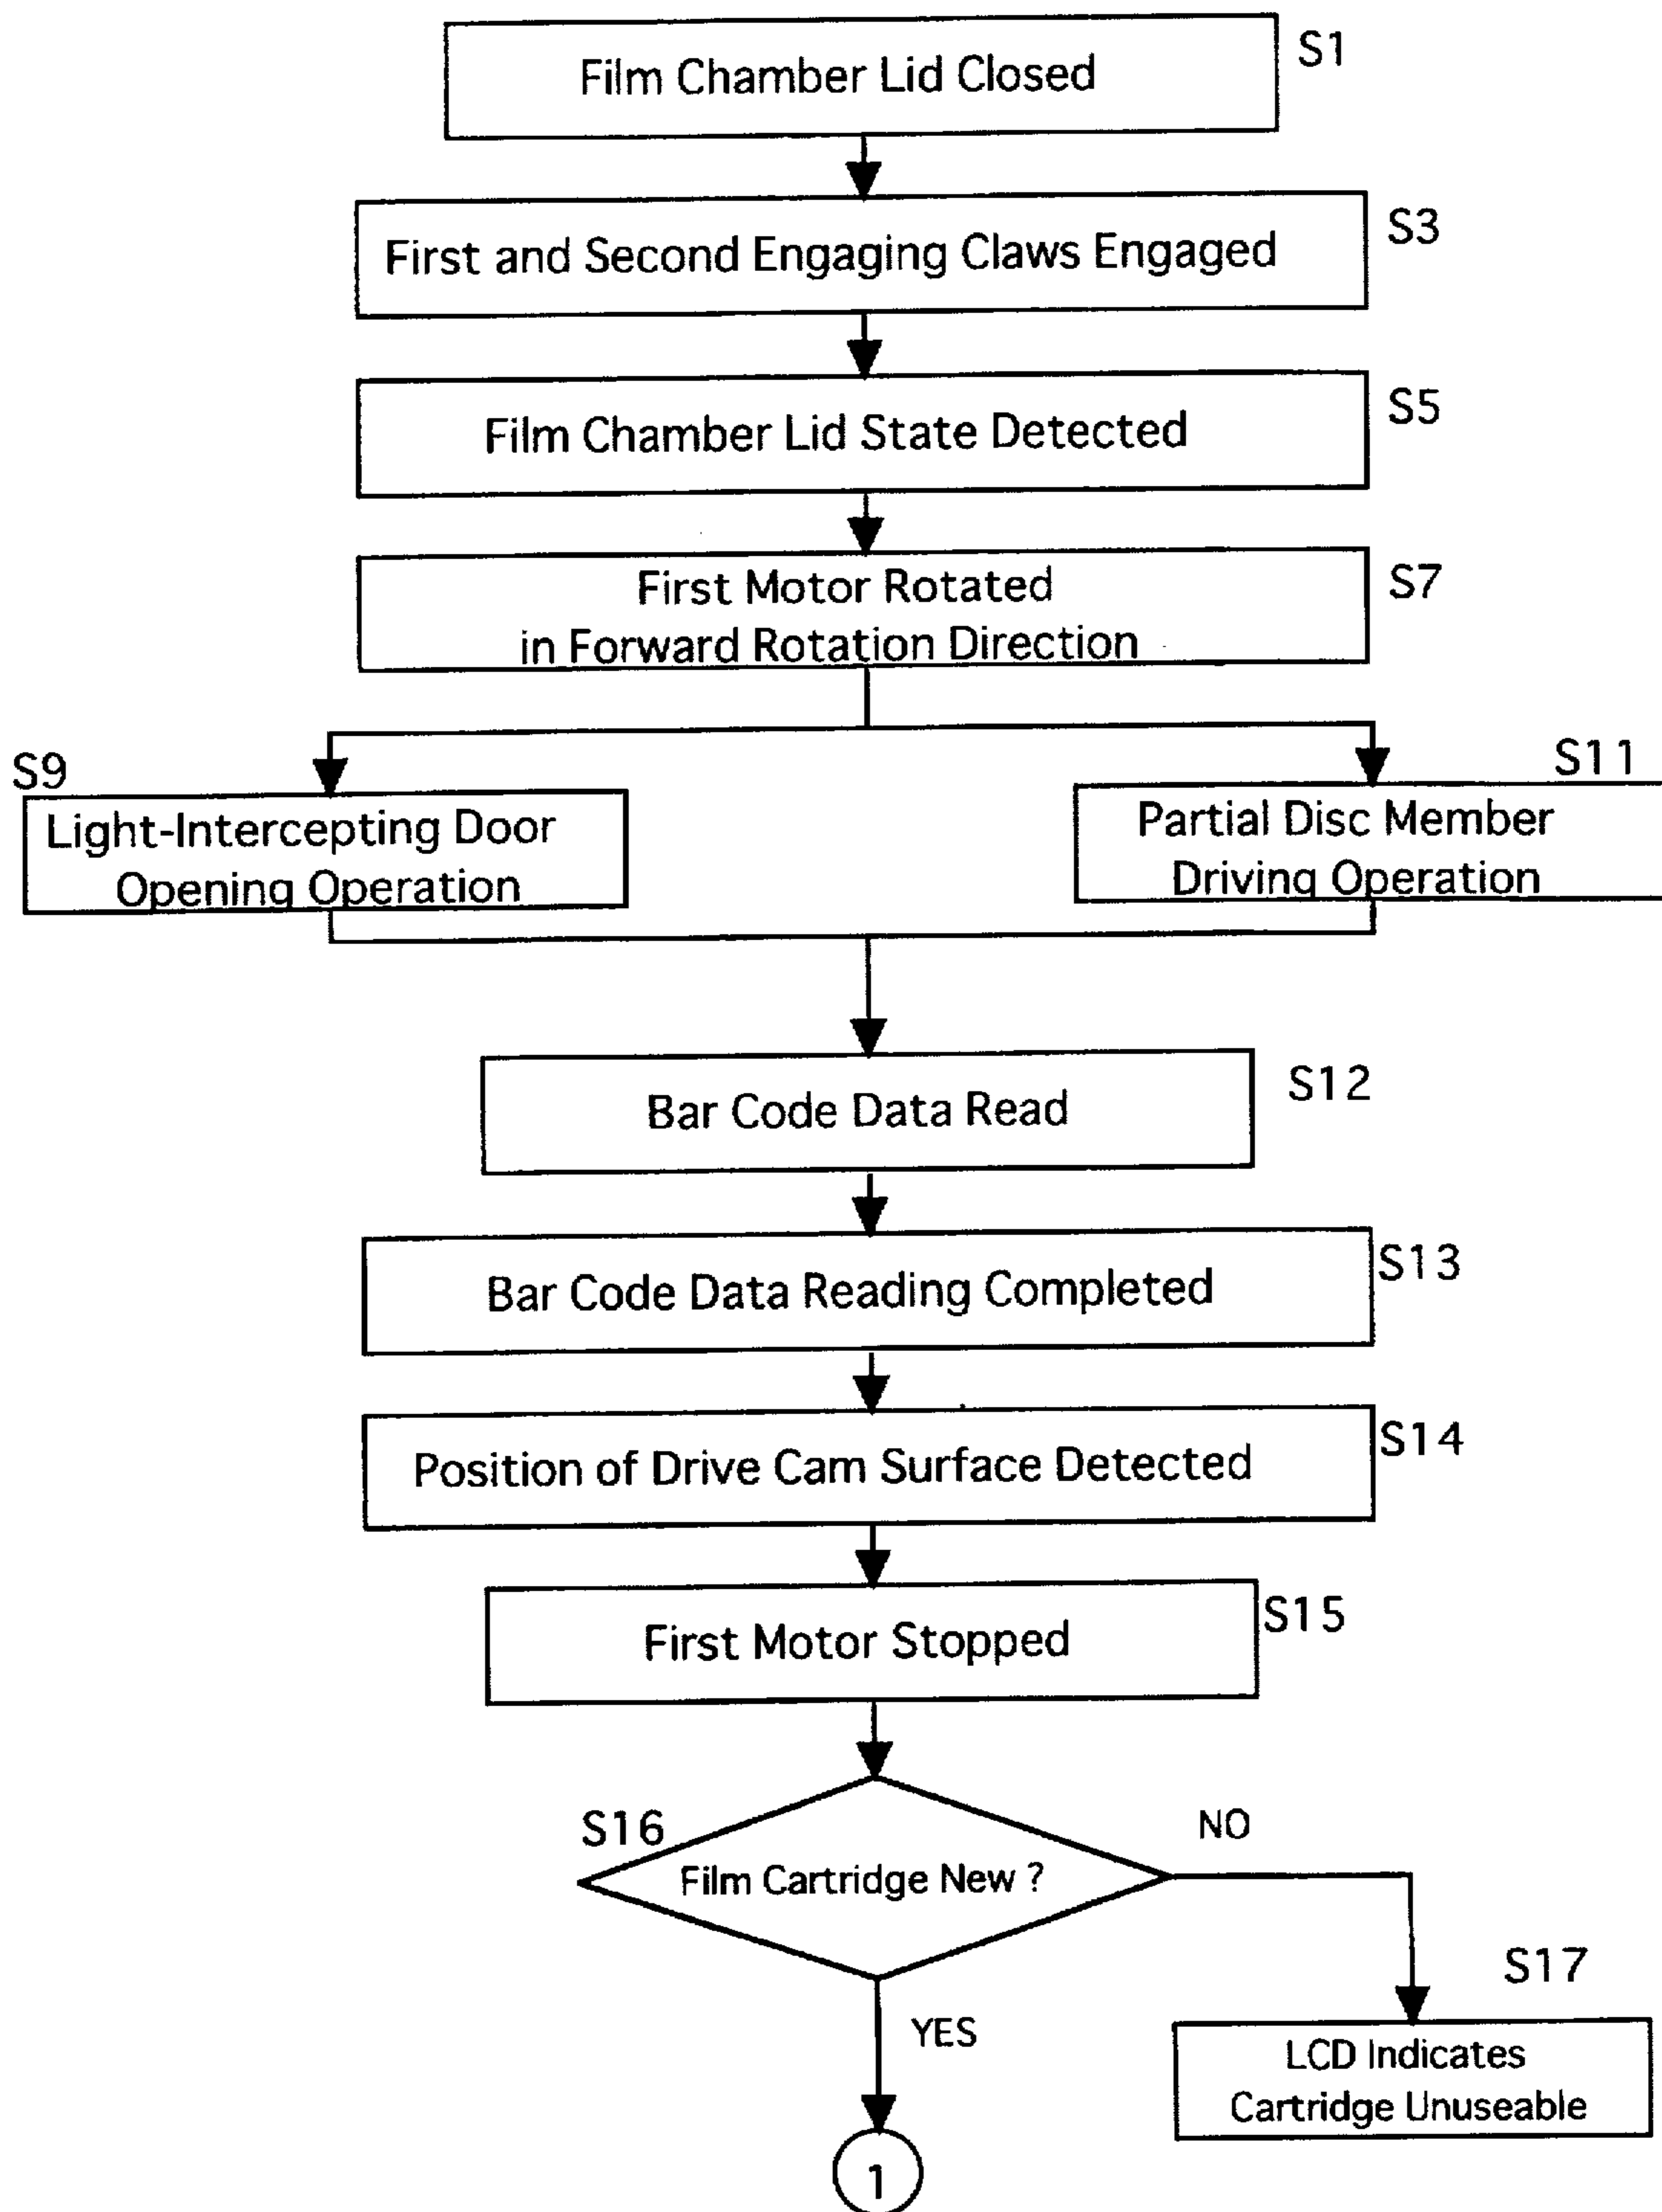 Film Chamber Lid Closed
S1
First and Second Engaging Claws Engaged
S3
Film Chamber Lid State Detected
S5
First Motor Rotated
in Forward Rotation Direction
S7
S9
Light-Intercepting Door
Opening Operation
S11
Partial Disc Member
Driving Operation
Bar Code Data Read
S12
Bar Code Data Reading Completed
S13
Position of Drive Cam Surface Detected
S14
First Motor Stopped
S15
S16
Film Cartridge New ?
NO
YES
S17
LCD Indicates
Cartridge Unuseable
1